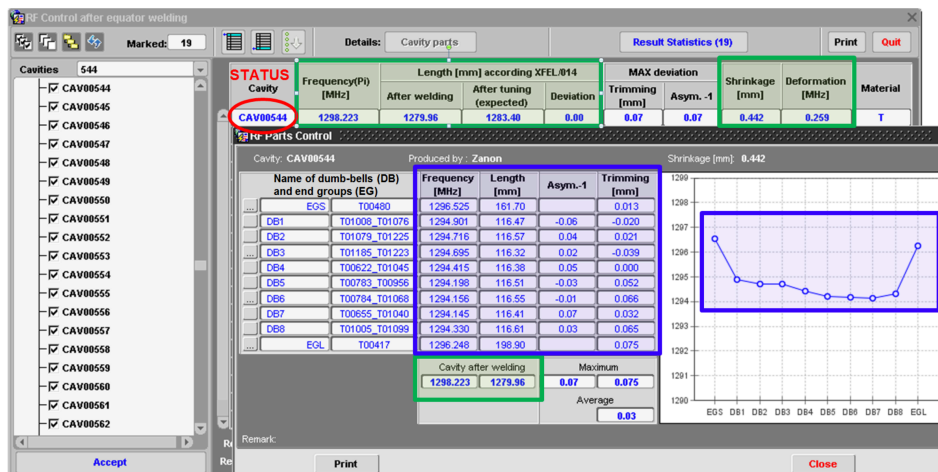 RF Control after equator welding
Marked: 19
Details: Cavity parts
Result Statistics (19)
Print
Quit
Cavities 544
CAV00544
CAV00545
CAV00546
CAV00547
CAV00548
CAV00549
CAV00550
CAV00551
CAV00552
CAV00553
CAV00554
CAV00555
CAV00556
CAV00557
CAV00558
CAV00559
CAV00560
CAV00561
CAV00562
Accept
STATUS
Cavity Frequency(Pi) [MHz] Length [mm] according XFEL/014 MAX deviation Shrinkage [mm] Deformation [MHz] Material
After welding After tuning (expected) Deviation Trimming [mm] Asym. -1
CAV00544 1298.223 1279.96 1283.40 0.00 0.07 0.07 0.442 0.259 T
RF Parts Control
Cavity: CAV00544 Produced by : Zanon Shrinkage [mm]: 0.442
Name of dumb-bells (DB) and end groups (EG) Frequency [MHz] Length [mm] Asym.-1 Trimming [mm]
... EGS T00480 1296.525 161.70 0.013
... DB1 T01008_T01076 1294.901 116.47 -0.06 -0.020
... DB2 T01079_T01225 1294.716 116.57 0.04 0.021
... DB3 T01185_T01223 1294.695 116.32 0.02 -0.039
... DB4 T00622_T01045 1294.415 116.38 0.05 0.000
... DB5 T00783_T00956 1294.198 116.51 -0.03 0.052
... DB6 T00784_T01068 1294.156 116.55 -0.01 0.066
... DB7 T00655_T01040 1294.145 116.41 0.07 0.032
... DB8 T01005_T01099 1294.330 116.61 0.03 0.065
... EGL T00417 1296.248 198.90 0.075
Cavity after welding Maximum
1298.223 1279.96 0.07 0.075
Average
0.03
1299
1298
1297
1296
1295
1294
1293
1292
1291
1290
EGS DB1 DB2 DB3 DB4 DB5 DB6 DB7 DB8 EGL
Remark:
Print
Close